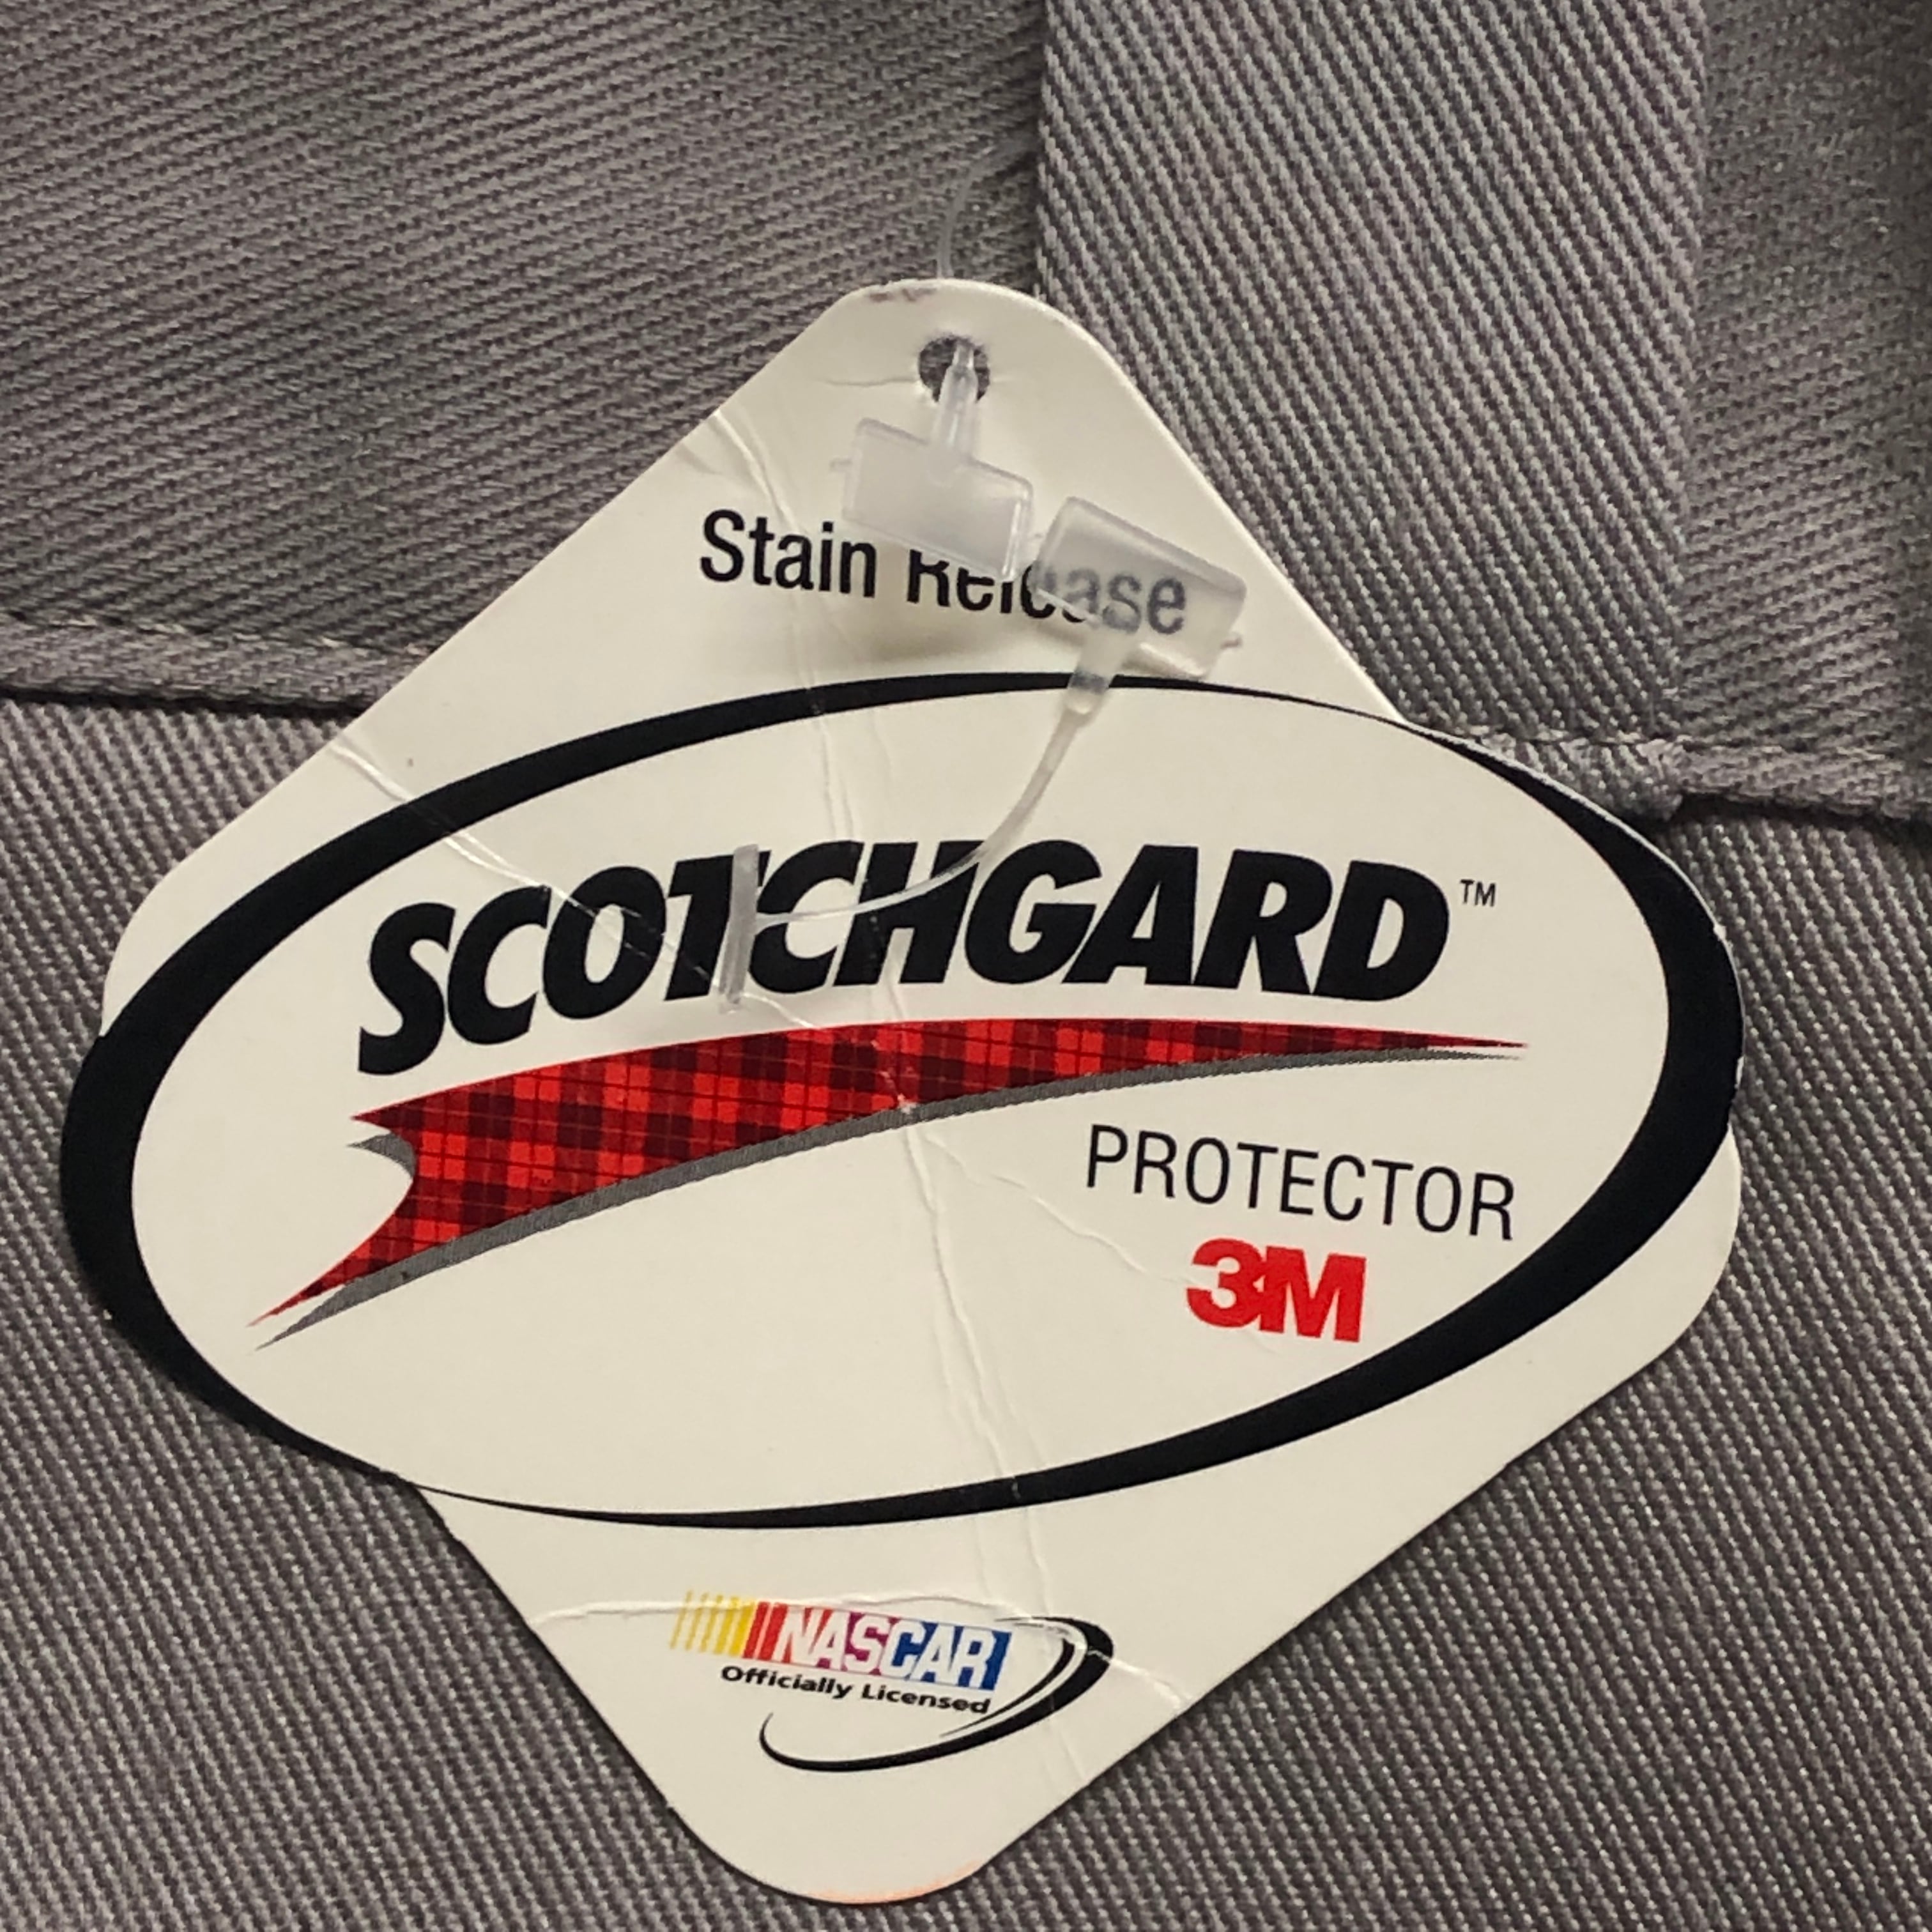 Stain Release
SCOTCHGARD™
PROTECTOR
3M
NASCAR
Officially Licensed